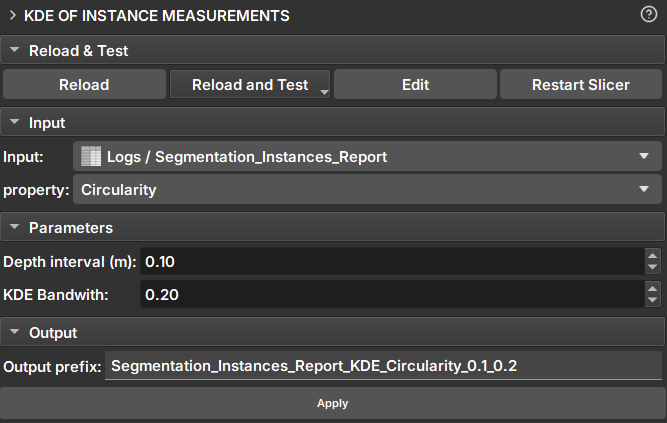 KDE OF INSTANCE MEASUREMENTS ?
Reload & Test
Reload Reload and Test Edit Restart Slicer
Input
Input: Logs / Segmentation_Instances_Report
property: Circularity
Parameters
Depth interval (m): 0.10
KDE Bandwith: 0.20
Output
Output prefix: Segmentation_Instances_Report_KDE_Circularity_0.1_0.2
Apply